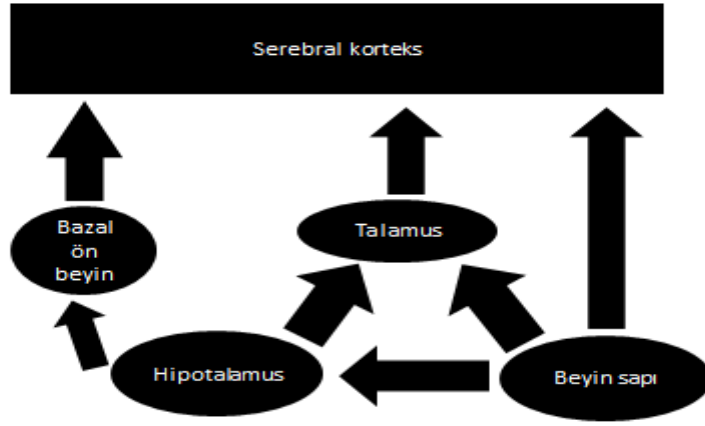 Serebral korteks
Bazal
ön
beyin
Talamus
Hipotalamus
Beyin sapı